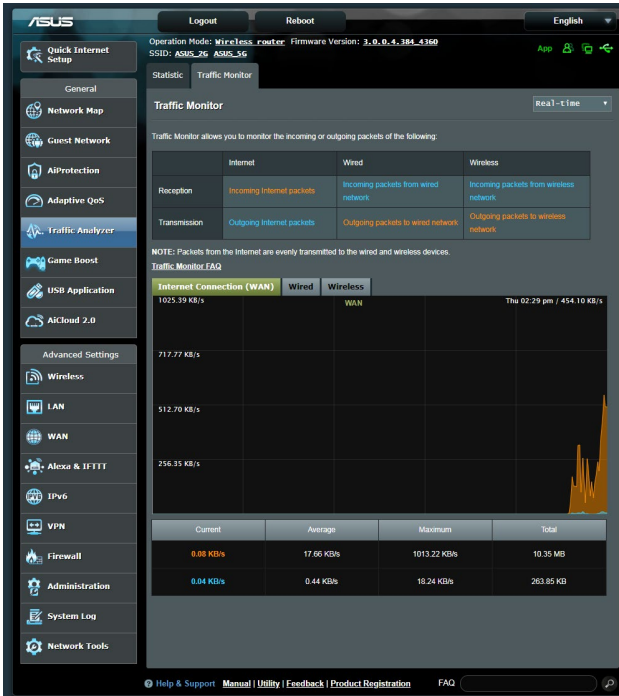 ASUS
Logout
Reboot
English
Quick Internet
Setup
Operation Mode: Wireless router Firmware Version: 3.0.0.4.384_4360
SSID: ASUS_2G ASUS_5G
App
Statistic
Traffic Monitor
General
Network Map
Guest Network
AiProtection
Adaptive QoS
Traffic Analyzer
Game Boost
USB Application
AiCloud 2.0
Advanced Settings
Wireless
LAN
WAN
Alexa & IFTTT
IPv6
VPN
Firewall
Administration
System Log
Network Tools
Traffic Monitor
Real-time
Traffic Monitor allows you to monitor the incoming or outgoing packets of the following:
Internet Wired Wireless
Reception
Incoming Internet packets
Incoming packets from wired
network
Incoming packets from wireless
network
Transmission
Outgoing Internet packets
Outgoing packets to wired network
Outgoing packets to wireless
network
NOTE: Packets from the Internet are evenly transmitted to the wired and wireless devices.
Traffic Monitor FAQ
Internet Connection (WAN) Wired Wireless
1025.39 KB/s
WAN
Thu 02:29 pm / 454.10 KB/s
717.77 KB/s
512.70 KB/s
256.35 KB/s
Current Average Maximum Total
0.08 KB/s 17.66 KB/s 1013.22 KB/s 10.35 MB
0.04 KB/s 0.44 KB/s 18.24 KB/s 263.85 KB
Help & Support Manual | Utility | Feedback | Product Registration FAQ